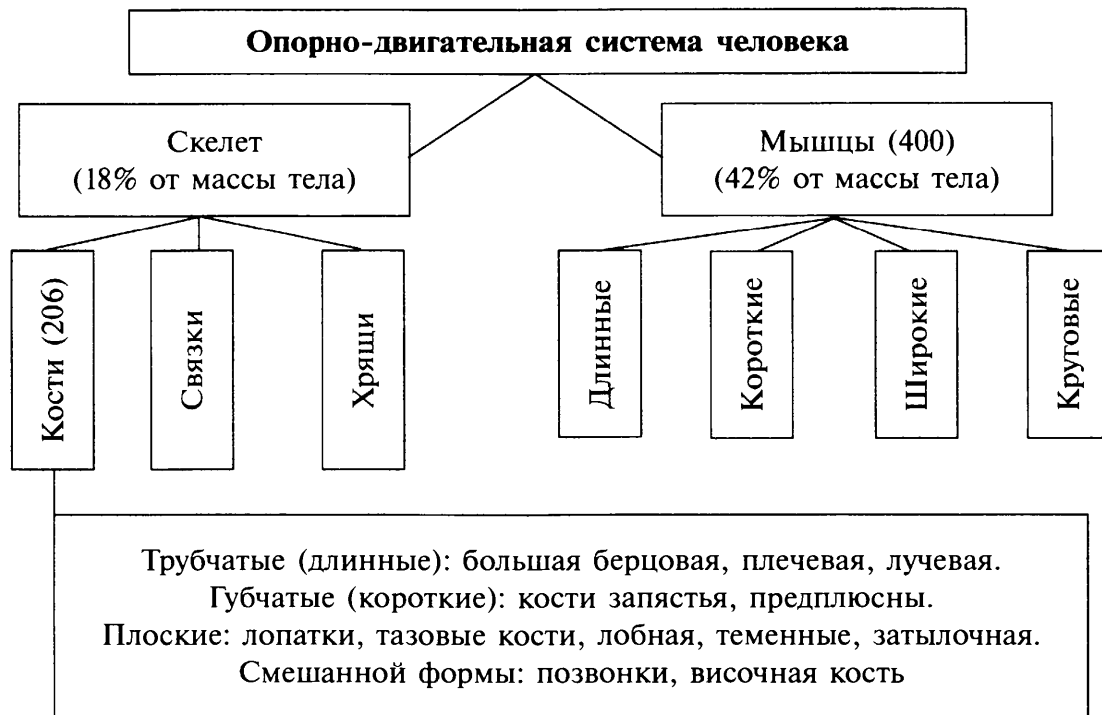 Опорно-двигательная система человека
Скелет
(18% от массы тела)
Мышцы (400)
(42% от массы тела)
Кости (206)
Связки
Хрящи
Длинные
Короткие
Широкие
Круговые
Трубчатые (длинные): большая берцовая, плечевая, лучевая.
Губчатые (короткие): кости запястья, предплюсны.
Плоские: лопатки, тазовые кости, лобная, теменные, затылочная.
Смешанной формы: позвонки, височная кость